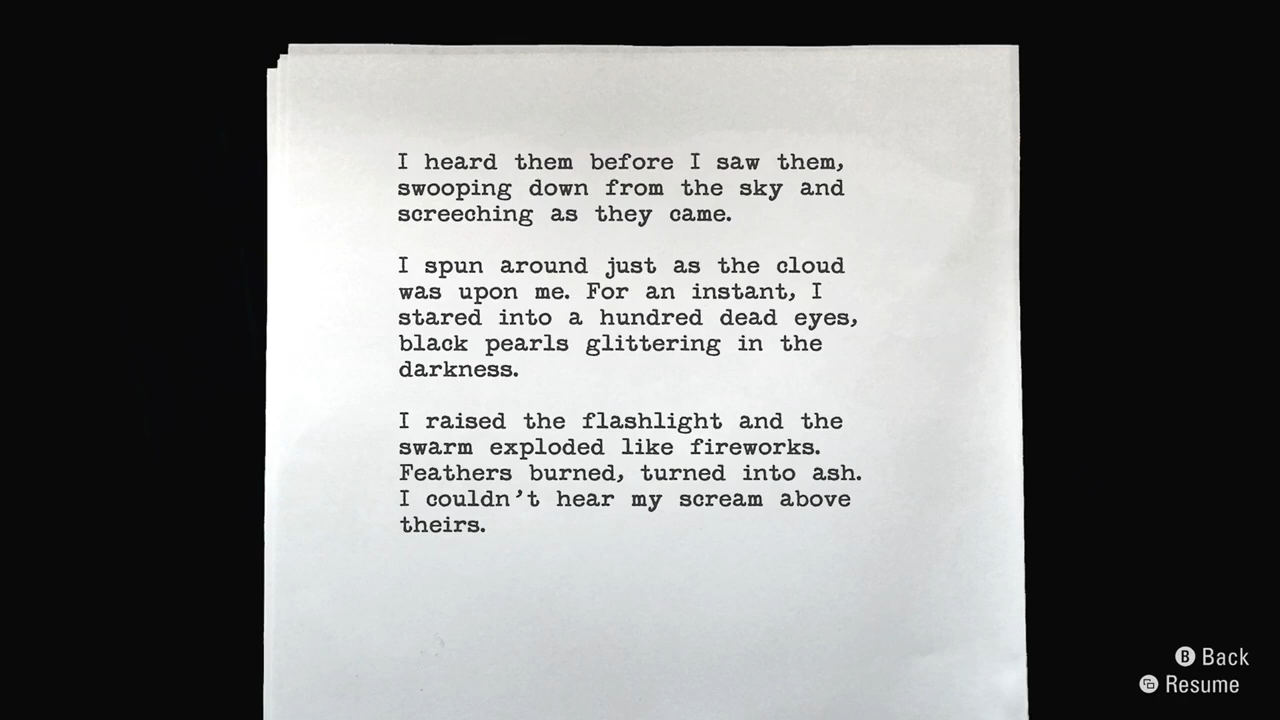 I heard them before I saw them,
swooping down from the sky and
screeching as they came.
I spun around just as the cloud
was upon me. For an instant, I
stared into a hundred dead eyes,
black pearls glittering in the
darkness.
I raised the flashlight and the
swarm exploded like fireworks.
Feathers burned, turned into ash.
I couldn't hear my scream above
theirs.
B Back
Resume